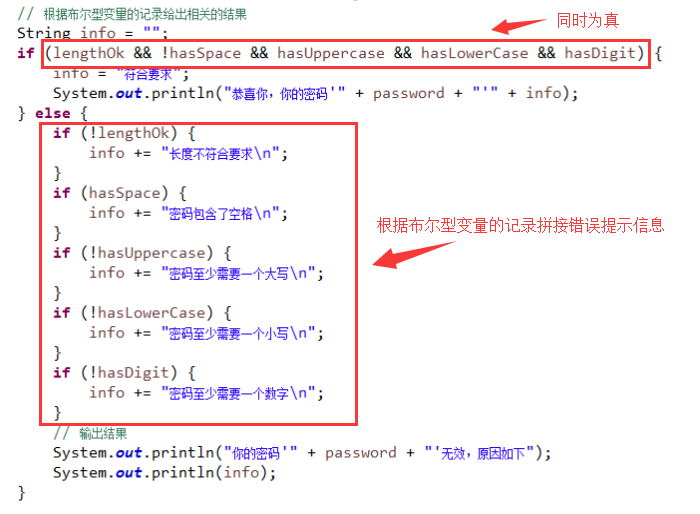 // 根据布尔型变量的记录给出相关的结果
同时为真
String info = "";
if (lengthOk && !hasSpace && hasUppercase && hasLowerCase && hasDigit) {
info = "符合要求";
System.out.println("恭喜你，你的密码'" + password + "'" + info);
} else {
if (!lengthOk) {
info += "长度不符合要求\n";
}
if (hasSpace) {
info += "密码包含了空格\n";
}
根据布尔型变量的记录拼接错误提示信息
if (!hasUppercase) {
info += "密码至少需要一个大写\n";
}
if (!hasLowerCase) {
info += "密码至少需要一个小写\n";
}
if (!hasDigit) {
info += "密码至少需要一个数字\n";
}
// 输出结果
System.out.println("你的密码'" + password + "'无效，原因如下");
System.out.println(info);
}